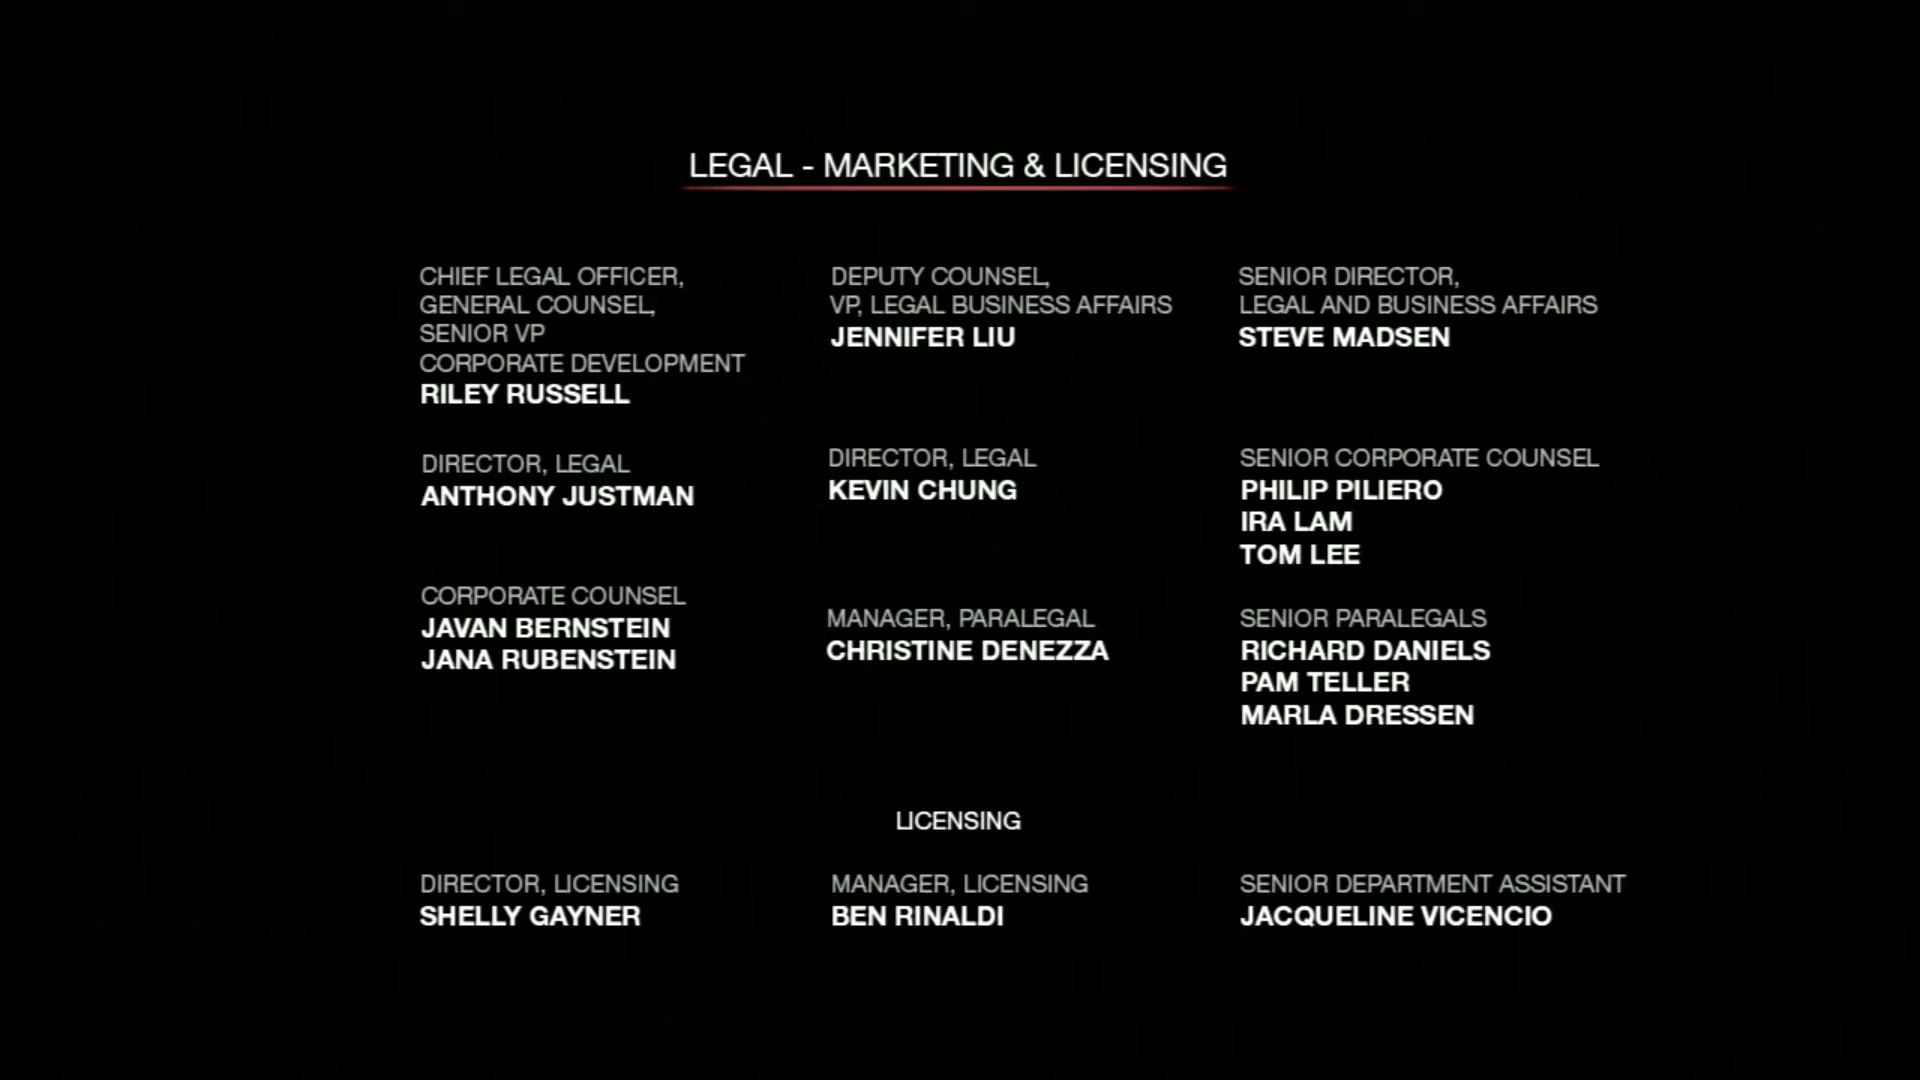 LEGAL - MARKETING & LICENSING
CHIEF LEGAL OFFICER,
GENERAL COUNSEL,
SENIOR VP
CORPORATE DEVELOPMENT
RILEY RUSSELL
DEPUTY COUNSEL,
VP, LEGAL BUSINESS AFFAIRS
JENNIFER LIU
SENIOR DIRECTOR,
LEGAL AND BUSINESS AFFAIRS
STEVE MADSEN
DIRECTOR, LEGAL
ANTHONY JUSTMAN
DIRECTOR, LEGAL
KEVIN CHUNG
SENIOR CORPORATE COUNSEL
PHILIP PILIERO
IRA LAM
TOM LEE
CORPORATE COUNSEL
JAVAN BERNSTEIN
JANA RUBENSTEIN
MANAGER, PARALEGAL
CHRISTINE DENEZZA
SENIOR PARALEGALS
RICHARD DANIELS
PAM TELLER
MARLA DRESSEN
LICENSING
DIRECTOR, LICENSING
SHELLY GAYNER
MANAGER, LICENSING
BEN RINALDI
SENIOR DEPARTMENT ASSISTANT
JACQUELINE VICENCIO